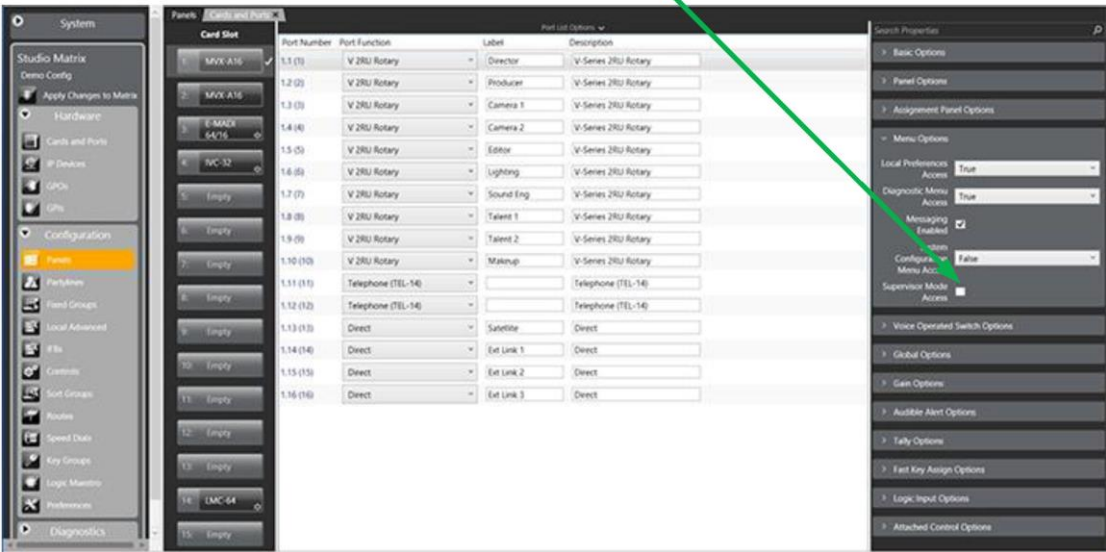 System
Studio Matrix
Demo Config
Apply Changes to Matrix
Hardware
Cards and Ports
IP Devices
GPOs
GPIs
Configuration
Panels
Partylines
Fixed Groups
Local Advanced
IFBs
Controls
Sort Groups
Routes
Speed Dials
Key Groups
Logic Maestro
Preferences
Diagnostics
Panels Cards and Ports
Card Slot
1: MVX-A16
2: MVX-A16
3: E-MADI 64/16
4: IVC-32
5: Empty
6: Empty
7: Empty
8: Empty
9: Empty
10: Empty
11: Empty
12: Empty
13: Empty
14: LMC-64
15: Empty
Port List Options
Port Number Port Function Label Description
1.1 (1) V 2RU Rotary Director V-Series 2RU Rotary
1.2 (2) V 2RU Rotary Producer V-Series 2RU Rotary
1.3 (3) V 2RU Rotary Camera 1 V-Series 2RU Rotary
1.4 (4) V 2RU Rotary Camera 2 V-Series 2RU Rotary
1.5 (5) V 2RU Rotary Editor V-Series 2RU Rotary
1.6 (6) V 2RU Rotary Lighting V-Series 2RU Rotary
1.7 (7) V 2RU Rotary Sound Eng V-Series 2RU Rotary
1.8 (8) V 2RU Rotary Talent 1 V-Series 2RU Rotary
1.9 (9) V 2RU Rotary Talent 2 V-Series 2RU Rotary
1.10 (10) V 2RU Rotary Makeup V-Series 2RU Rotary
1.11 (11) Telephone (TEL-14) Telephone (TEL-14)
1.12 (12) Telephone (TEL-14) Telephone (TEL-14)
1.13 (13) Direct Satellite Direct
1.14 (14) Direct Ext Link 1 Direct
1.15 (15) Direct Ext Link 2 Direct
1.16 (16) Direct Ext Link 3 Direct
Search Properties
Basic Options
Panel Options
Assignment Panel Options
Menu Options
Local Preferences
Access True
Diagnostic Menu
Access True
Messaging
Enabled
System
Configuration False
Menu Access
Supervisor Mode
Access
Voice Operated Switch Options
Global Options
Gain Options
Audible Alert Options
Tally Options
Fast Key Assign Options
Logic Input Options
Attached Control Options